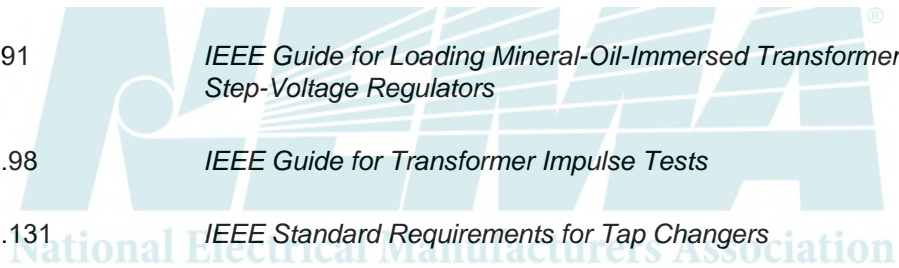 ®
91 IEEE Guide for Loading Mineral-Oil-Immersed Transformer
Step-Voltage Regulators
.98 IEEE Guide for Transformer Impulse Tests
.131 IEEE Standard Requirements for Tap Changers
NEMA
National Electrical Manufacturers Association